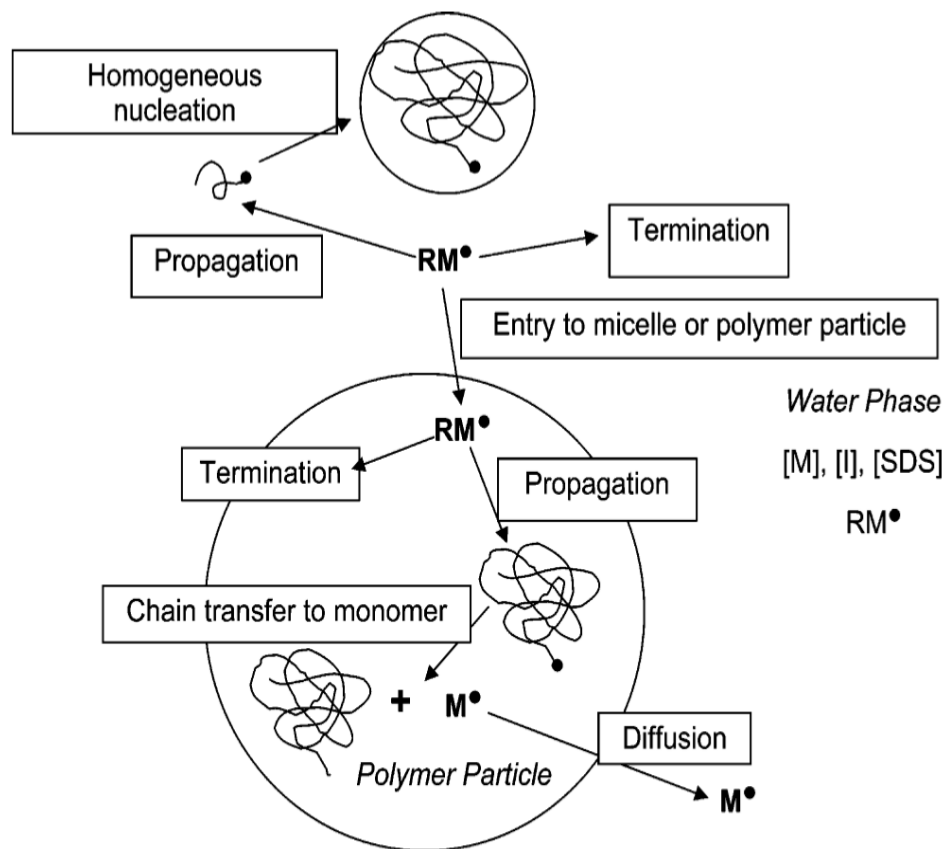 Homogeneous
nucleation
Propagation
RM•
Termination
Entry to micelle or polymer particle
Water Phase
[M], [I], [SDS]
RM•
RM•
Termination
Propagation
Chain transfer to monomer
+ M•
Diffusion
Polymer Particle
M•